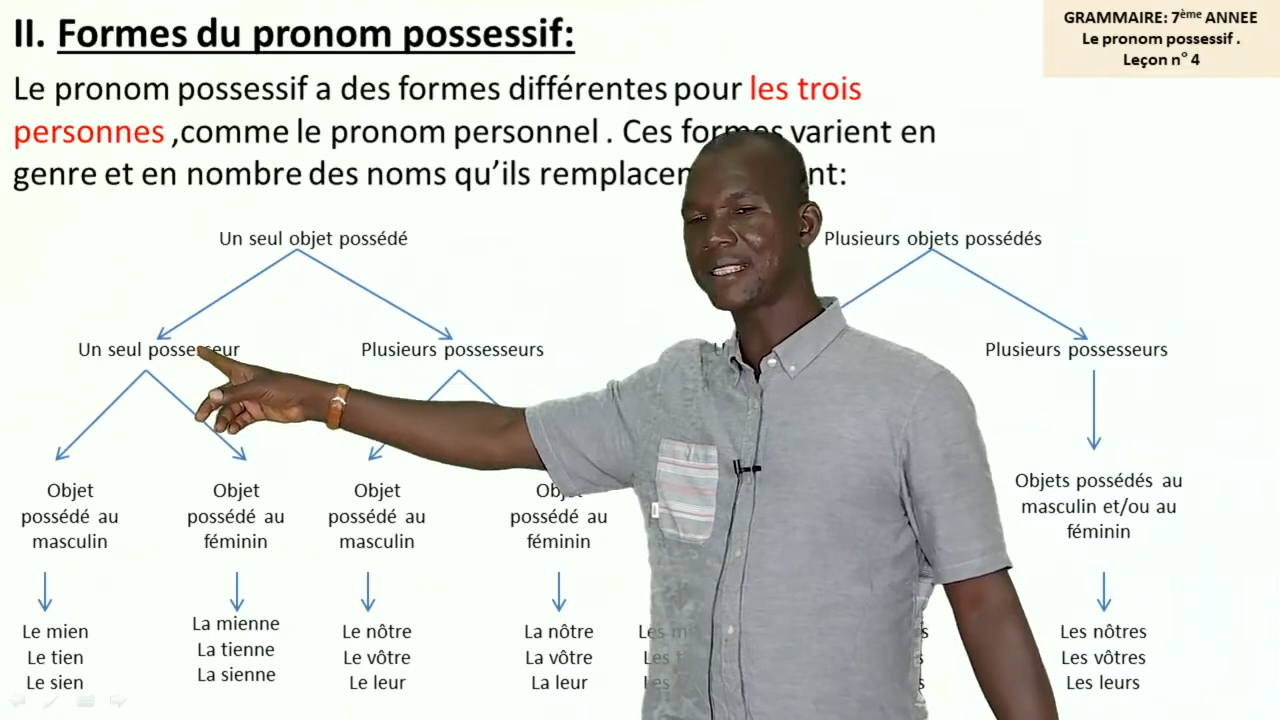 II. Formes du pronom possessif:
GRAMMAIRE: 7ème ANNEE
Le pronom possessif .
Leçon n° 4
Le pronom possessif a des formes différentes pour les trois
personnes ,comme le pronom personnel . Ces formes varient en
genre et en nombre des noms qu’ils
Un seul objet possédé
Plusieurs objets possédés
Un seul possesseur
Plusieurs possesseurs
Plusieurs possesseurs
Objet
possédé au
masculin
Objet
possédé au
féminin
Objet
possédé au
masculin
Objet
possédé au
féminin
Objets possédés au
masculin et/ou au
féminin
Le mien
Le tien
Le sien
La mienne
La tienne
La sienne
Le nôtre
Le vôtre
Le leur
La nôtre
La vôtre
La leur
Les
Les
Les
Les nôtres
Les vôtres
Les leurs